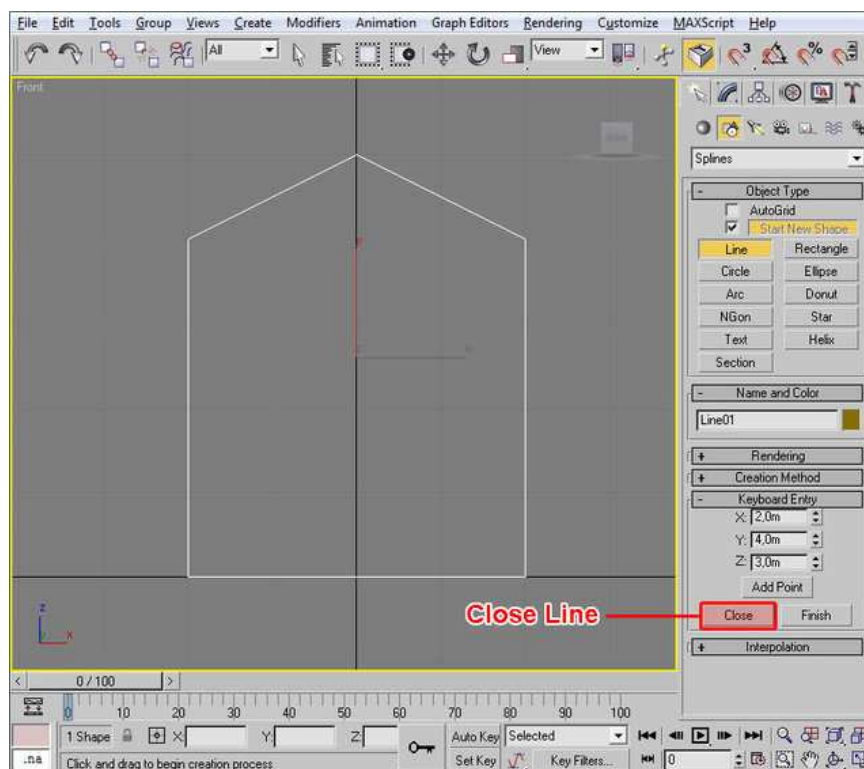 File Edit Tools Group Views Create Modifiers Animation Graph Editors Rendering Customize MAXScript Help
All View 3 %
Front
Splines
- Object Type
AutoGrid
Start New Shape
Line Rectangle
Circle Ellipse
Arc Donut
NGon Star
Text Helix
Section
- Name and Color
Line01
+ Rendering
+ Creation Method
- Keyboard Entry
X: 2,0m
Y: 4,0m
Z: 3,0m
Add Point
Close Line Close Finish
+ Interpolation
z
x
< 0 / 100 >
0 10 20 30 40 50 60 70 80 90 100
1 Shape X: Y: Z: Auto Key Selected
.na Click and drag to begin creation process Set Key Key Filters... 0